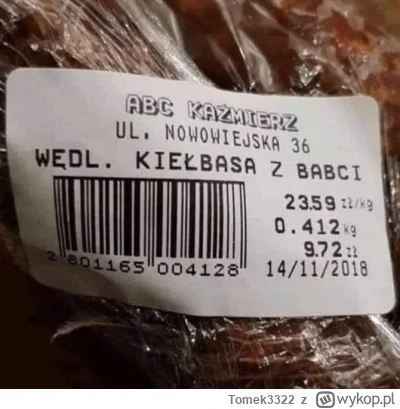 ABC KAŹMIERZ
UL. NOWOWIEJSKA 36
WĘDL. KIEŁBASA Z BABCI
23.59 zł/kg
0.412 kg
9.72 zł
2 801165 004128
14/11/2018
Tomek3322 z wykop.pl